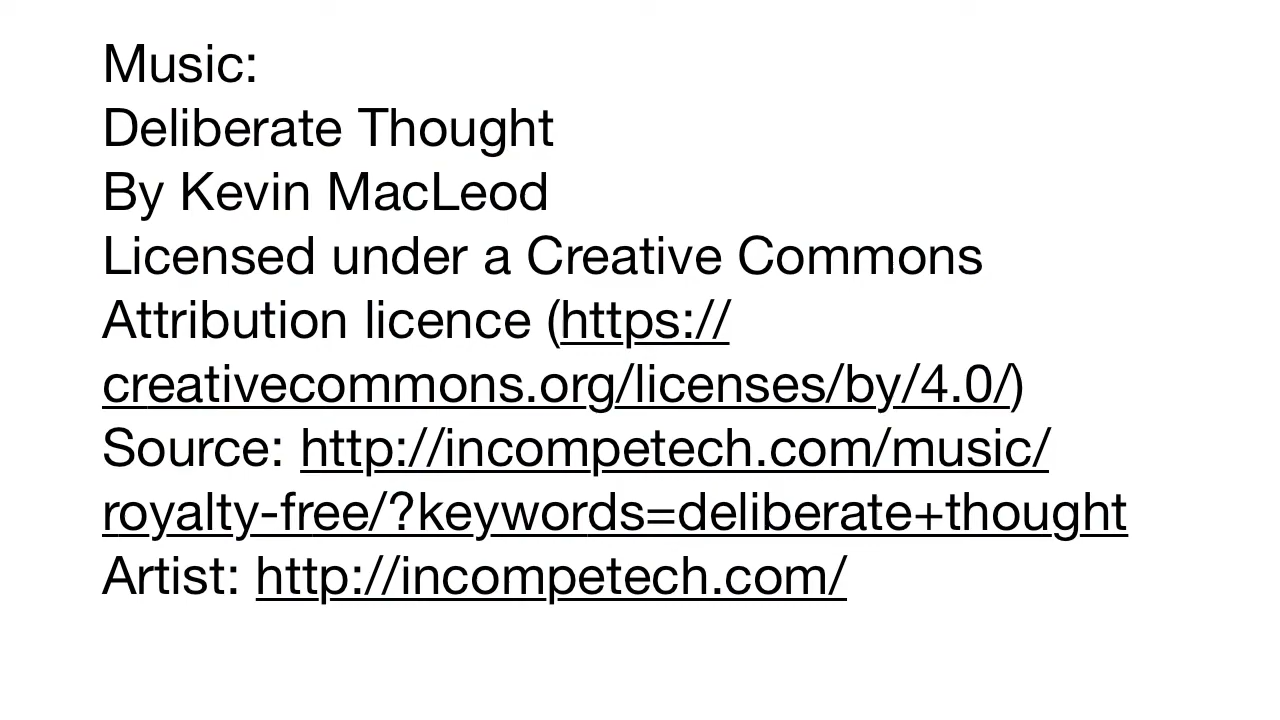 Music:
Deliberate Thought
By Kevin MacLeod
Licensed under a Creative Commons
Attribution licence (https://
creativecommons.org/licenses/by/4.0/)
Source: http://incompetech.com/music/
royalty-free/?keywords=deliberate+thought
Artist: http://incompetech.com/